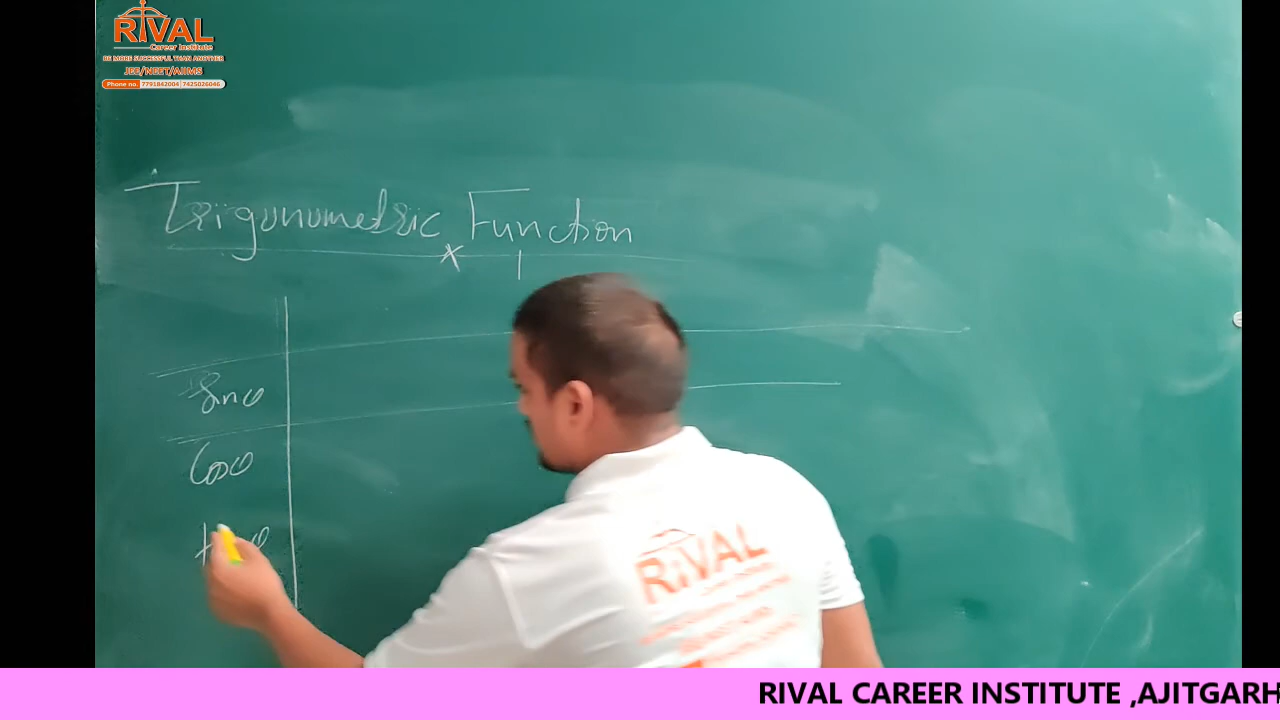 RiVAL
Career Institute
BE MORE SUCCESSFUL THAN ANOTHER
JEE/NEET/AIIMS
Phone no. 7791842004 | 7425026046
Trigonometric Function
Sinθ
Cosθ
RiVAL
RIVAL CAREER INSTITUTE ,AJITGARH